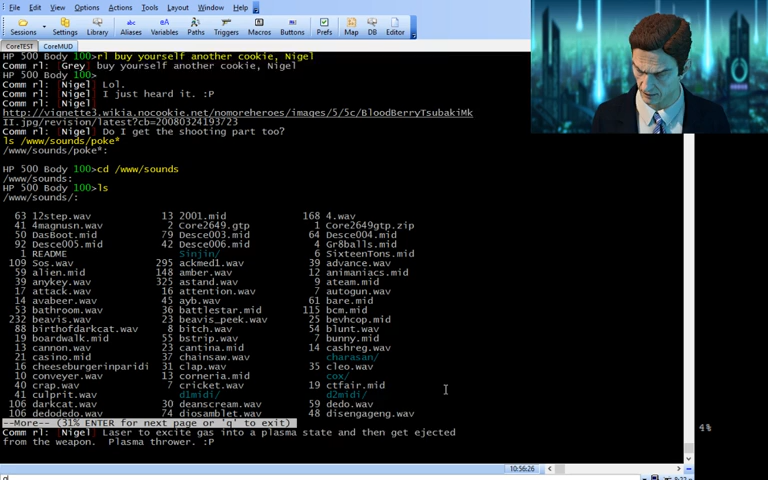 File Edit View Options Actions Tools Layout Window Help
Sessions Settings Library Aliases Variables Paths Triggers Macros Buttons Prefs Map DB Editor
CoreTEST CoreMUD
HP 500 Body 100>rl buy yourself another cookie, Nigel
Comm rl: [Grey] buy yourself another cookie, Nigel
HP 500 Body 100>
Comm rl: [Nigel] Lol.
Comm rl: [Nigel] I just heard it. :P
Comm rl: [Nigel]
http://vignette3.wikia.nocookie.net/nomoreheroes/images/5/5c/BloodBerryTsubakiMk
II.jpg/revision/latest?cb=20080324193723
Comm rl: [Nigel] Do I get the shooting part too?
ls /www/sounds/poke*
/www/sounds/poke*:
HP 500 Body 100>cd /www/sounds
/www/sounds:
HP 500 Body 100>ls
/www/sounds/:
63 12step.wav 13 2001.mid 168 4.wav
41 4magnusn.wav 2 Core2649.gtp 1 Core2649gtp.zip
50 DasBoot.mid 79 Desce003.mid 64 Desce004.mid
92 Desce005.mid 42 Desce006.mid 4 Gr8balls.mid
1 README Sinjin/ 6 SixteenTons.mid
109 Sos.wav 295 ackmed1.wav 39 advance.wav
59 alien.mid 148 amber.wav 12 animaniacs.mid
39 anykey.wav 325 astand.wav 9 ateam.mid
17 attack.wav 16 attention.wav 7 autogun.wav
14 avabeer.wav 45 ayb.wav 61 bare.mid
53 bathroom.wav 36 battlestar.mid 115 bcm.mid
232 beavis.wav 23 beavis_peek.wav 25 bevhcop.mid
88 birthofdarkcat.wav 8 bitch.wav 54 blunt.wav
19 boardwalk.mid 33 bstrip.wav 7 bunny.mid
13 cannon.wav 22 cantina.mid 14 cashreg.wav
21 casino.mid 37 chainsaw.wav charasan/
16 cheeseburgerinparidi 31 clap.wav 35 cleo.wav
10 conveyer.wav 13 corneria.mid cox/
40 crap.wav 7 cricket.wav 19 ctfair.mid
41 culprit.wav d1midi/ d2midi/
106 darkcat.wav 30 deanscream.wav 59 dedo.wav
106 dedodedo.wav 74 diosamblet.wav 48 disengageng.wav
--More-- (31% ENTER for next page or 'q' to exit)
Comm rl: [Nigel] Laser to excite gas into a plasma state and then get ejected
from the weapon. Plasma thrower. :P
4%
10:56:26